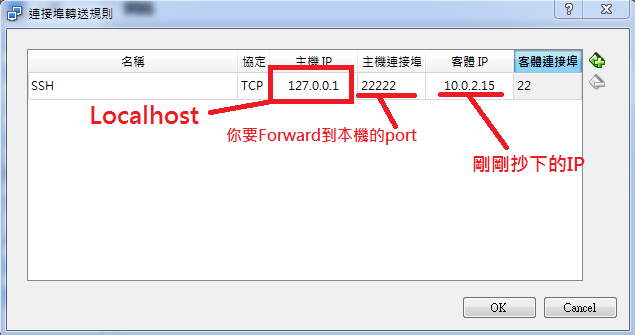 連接埠轉送規則
名稱 協定 主機 IP 主機連接埠 客體 IP 客體連接埠
SSH TCP 127.0.0.1 22222 10.0.2.15 22
Localhost
你要Forward到本機的port
剛剛抄下的IP
OK Cancel